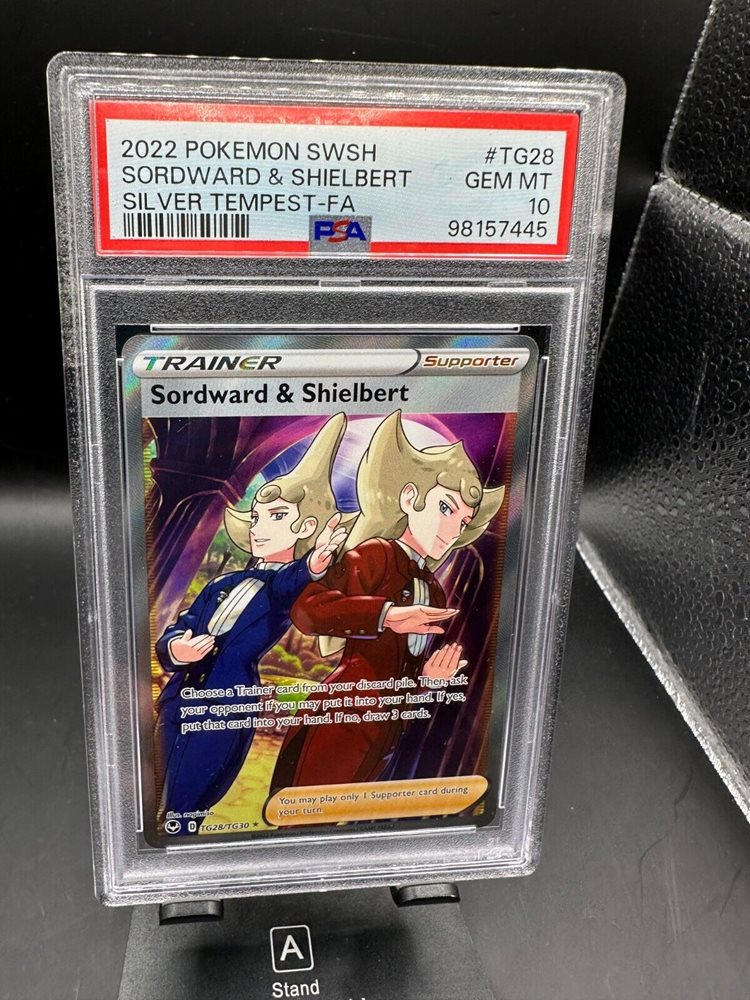 2022 POKEMON SWSH #TG28
SORDWARD & SHIELBERT GEM MT
SILVER TEMPEST-FA 10
PSA 98157445
TRAINER Supporter
Sordward & Shielbert
Choose a Trainer card from your discard pile. Then, ask
your opponent if you may put it into your hand. If yes,
put that card into your hand. If no, draw 3 cards.
You may play only 1 Supporter card during
your turn.
Illus. nagimiso
D TG28/TG30 ★
A
Stand